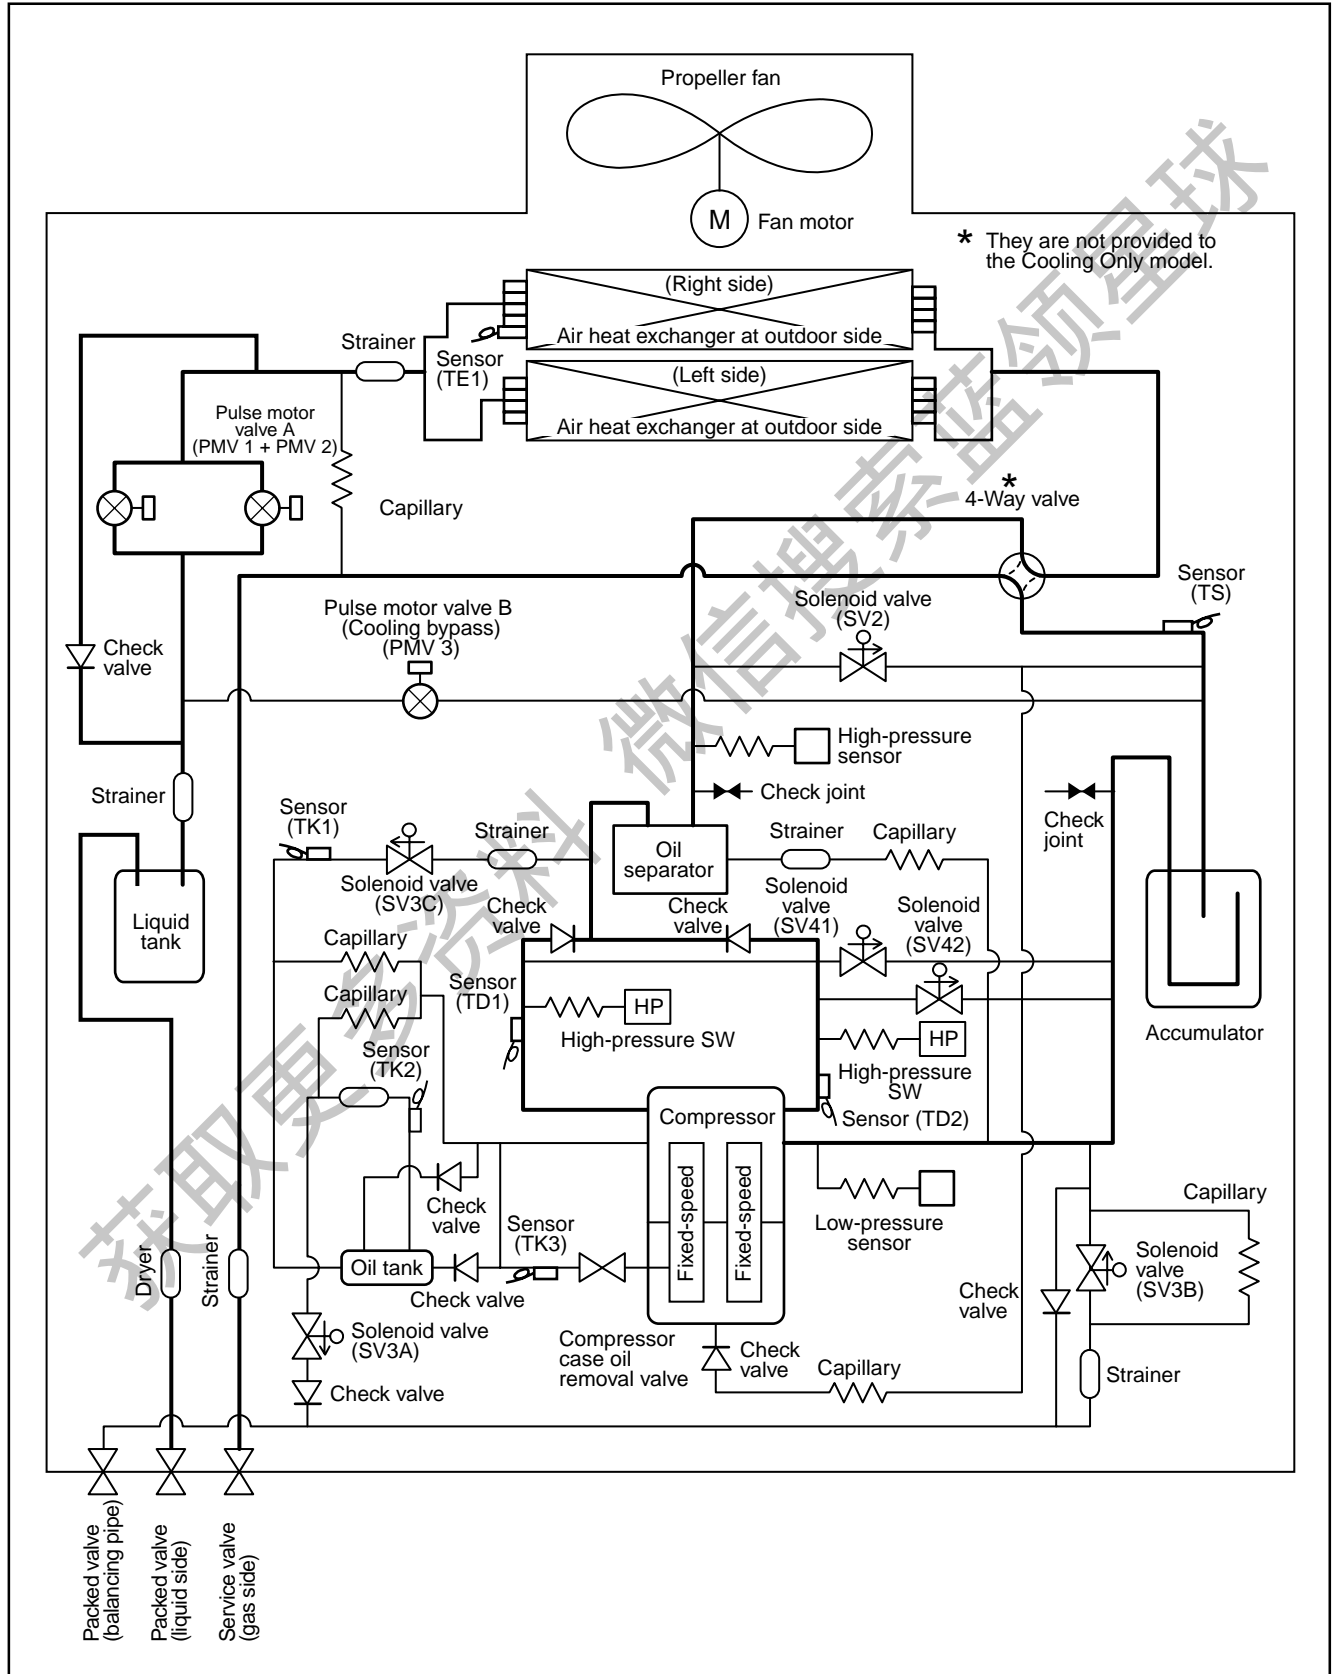 Propeller fan
M
Fan motor
* They are not provided to
the Cooling Only model.
(Right side)
Air heat exchanger at outdoor side
Strainer
Sensor
(TE1)
(Left side)
Air heat exchanger at outdoor side
Pulse motor
valve A
(PMV 1 + PMV 2)
Capillary
*
4-Way valve
Sensor
(TS)
Solenoid valve
(SV2)
Pulse motor valve B
(Cooling bypass)
(PMV 3)
Check
valve
High-pressure
sensor
Check joint
Check
joint
Strainer
Sensor
(TK1)
Strainer
Oil
separator
Strainer
Capillary
Solenoid valve
(SV3C)
Solenoid
valve
(SV41)
Solenoid
valve
(SV42)
Liquid
tank
Check
valve
Check
valve
Capillary
Capillary
Sensor
(TD1)
HP
High-pressure SW
HP
High-pressure
SW
Accumulator
Sensor
(TK2)
Compressor
Sensor (TD2)
Fixed-speed
Fixed-speed
Check
valve
Low-pressure
sensor
Capillary
Sensor
(TK3)
Oil tank
Check valve
Dryer
Strainer
Solenoid
valve
(SV3B)
Check
valve
Solenoid valve
(SV3A)
Compressor
case oil
removal valve
Check
valve
Capillary
Strainer
Check valve
Packed valve
(balancing pipe)
Packed valve
(liquid side)
Service valve
(gas side)
获取更多资料 微信搜索蓝领星球